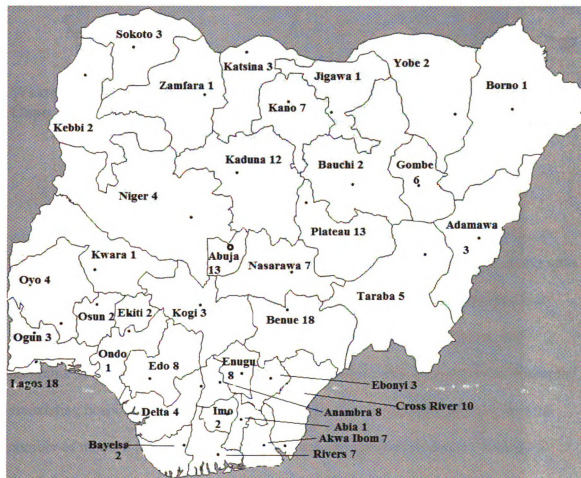 Sokoto 3
Katsina 3
Jigawa 1
Yobe 2
Borno 1
Zamfara 1
Kano 7
Kebbi 2
Kaduna 12
Bauchi 2
Gombe
6
Niger 4
Plateau 13
Adamawa
3
Abuja
13
Nasarawa 7
Kwara 1
Oyo 4
Taraba 5
Osun 2
Ekiti 2
Kogi 3
Benue 18
Ogun 3
Ondo
1
Edo 8
Enugu
8
Ebonyi 3
Lagos 18
Cross River 10
Delta 4
Imo
2
Anambra 8
Abia 1
Bayelsa
2
Akwa Ibom 7
Rivers 7